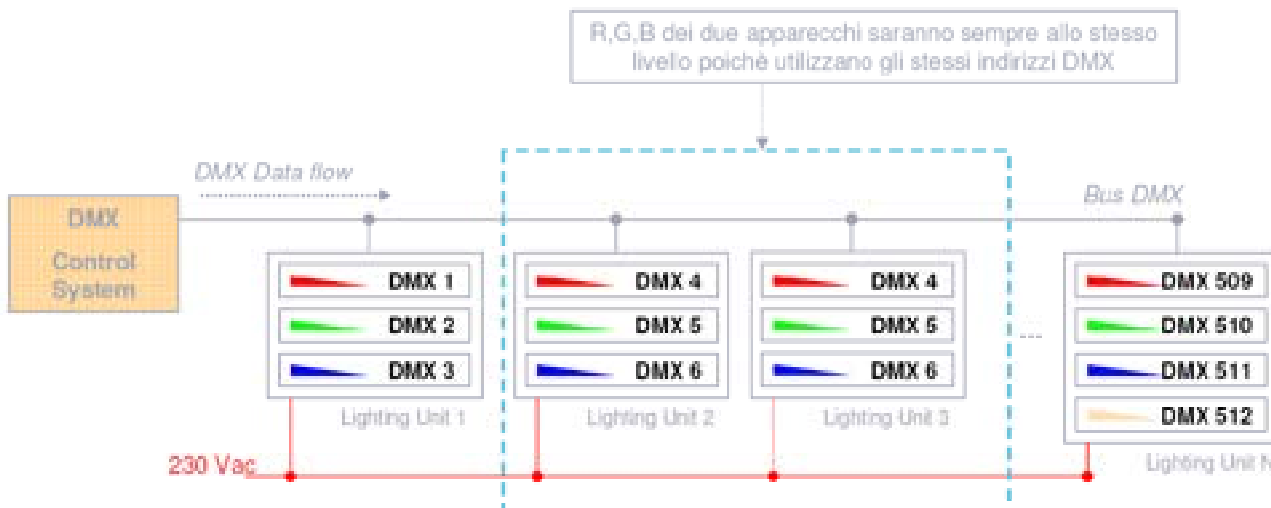 R,G,B dei due apparecchi saranno sempre allo stesso
livello poichè utilizzano gli stessi indirizzi DMX
DMX Data flow
Bus DMX
DMX
Control
System
DMX 1
DMX 2
DMX 3
Lighting Unit 1
DMX 4
DMX 5
DMX 6
Lighting Unit 2
DMX 4
DMX 5
DMX 6
Lighting Unit 3
....
DMX 509
DMX 510
DMX 511
DMX 512
Lighting Unit N
230 Vac